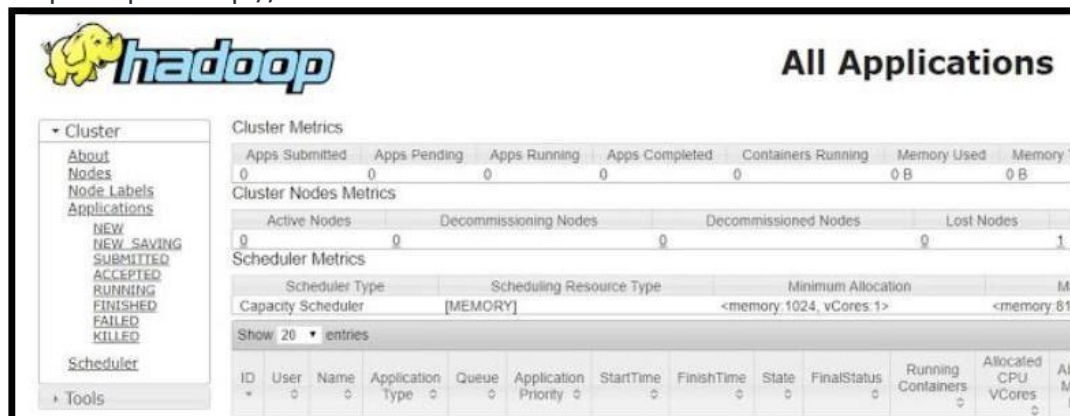 hadoop
All Applications
Cluster
About
Nodes
Node Labels
Applications
NEW
NEW_SAVING
SUBMITTED
ACCEPTED
RUNNING
FINISHED
FAILED
KILLED
Scheduler
Tools
Cluster Metrics
Apps Submitted Apps Pending Apps Running Apps Completed Containers Running Memory Used Memory
0 0 0 0 0 0 B 0 B
Cluster Nodes Metrics
Active Nodes Decommissioning Nodes Decommissioned Nodes Lost Nodes
0 0 0 0 1
Scheduler Metrics
Scheduler Type Scheduling Resource Type Minimum Allocation
Capacity Scheduler [MEMORY] <memory:1024, vCores:1> <memory:81
Show 20 entries
ID User Name Application Type Queue Application Priority StartTime FinishTime State FinalStatus Running Containers Allocated CPU VCores